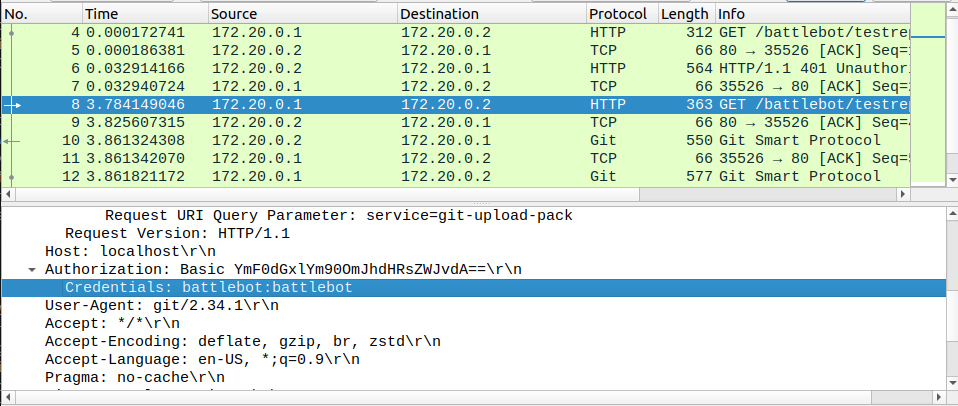 No. Time Source Destination Protocol Length Info
4 0.000172741 172.20.0.1 172.20.0.2 HTTP 312 GET /battlebot/testre
5 0.000186381 172.20.0.2 172.20.0.1 TCP 66 80 → 35526 [ACK] Seq=
6 0.032914166 172.20.0.2 172.20.0.1 HTTP 564 HTTP/1.1 401 Unauthor
7 0.032940724 172.20.0.1 172.20.0.2 TCP 66 35526 → 80 [ACK] Seq=
8 3.784149046 172.20.0.1 172.20.0.2 HTTP 363 GET /battlebot/testre
9 3.825607315 172.20.0.2 172.20.0.1 TCP 66 80 → 35526 [ACK] Seq=
10 3.861324308 172.20.0.2 172.20.0.1 Git 550 Git Smart Protocol
11 3.861342070 172.20.0.1 172.20.0.2 TCP 66 35526 → 80 [ACK] Seq=
12 3.861821172 172.20.0.1 172.20.0.2 Git 577 Git Smart Protocol
Request URI Query Parameter: service=git-upload-pack
Request Version: HTTP/1.1
Host: localhost\r\n
Authorization: Basic YmF0dGxlYm90OmJhdHRsZWJvdA==\r\n
Credentials: battlebot:battlebot
User-Agent: git/2.34.1\r\n
Accept: */*\r\n
Accept-Encoding: deflate, gzip, br, zstd\r\n
Accept-Language: en-US, *;q=0.9\r\n
Pragma: no-cache\r\n